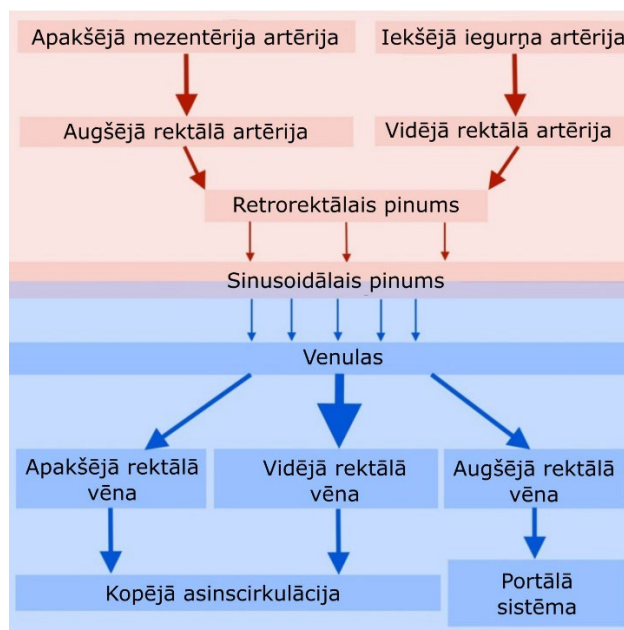 Apakšējā mezentērija artērija
Iekšējā iegurņa artērija
Augšējā rektālā artērija
Vidējā rektālā artērija
Retrorektālais pinums
Sinusoidālais pinums
Venulas
Apakšējā rektālā
vēna
Vidējā rektālā
vēna
Augšējā rektālā
vēna
Kopējā asinscirkulācija
Portālā
sistēma